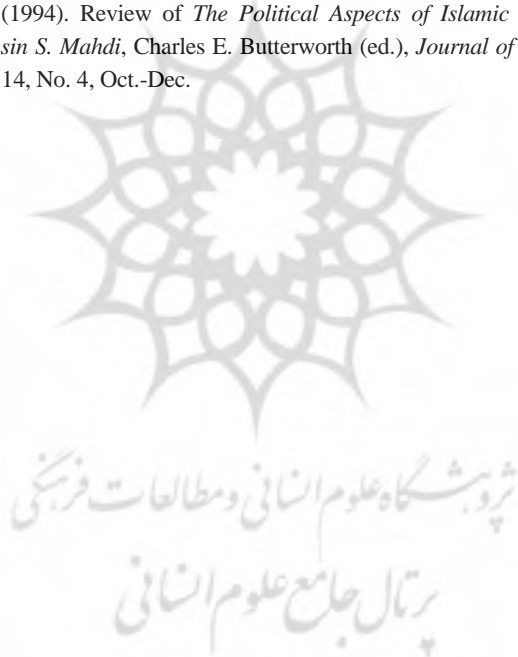 (1994). Review of The Political Aspects of Islamic
sin S. Mahdi, Charles E. Butterworth (ed.), Journal of
14, No. 4, Oct.-Dec.
پژوهشگاه علوم انسانی و مطالعات فرهنگی
پرتال جامع علوم انسانی